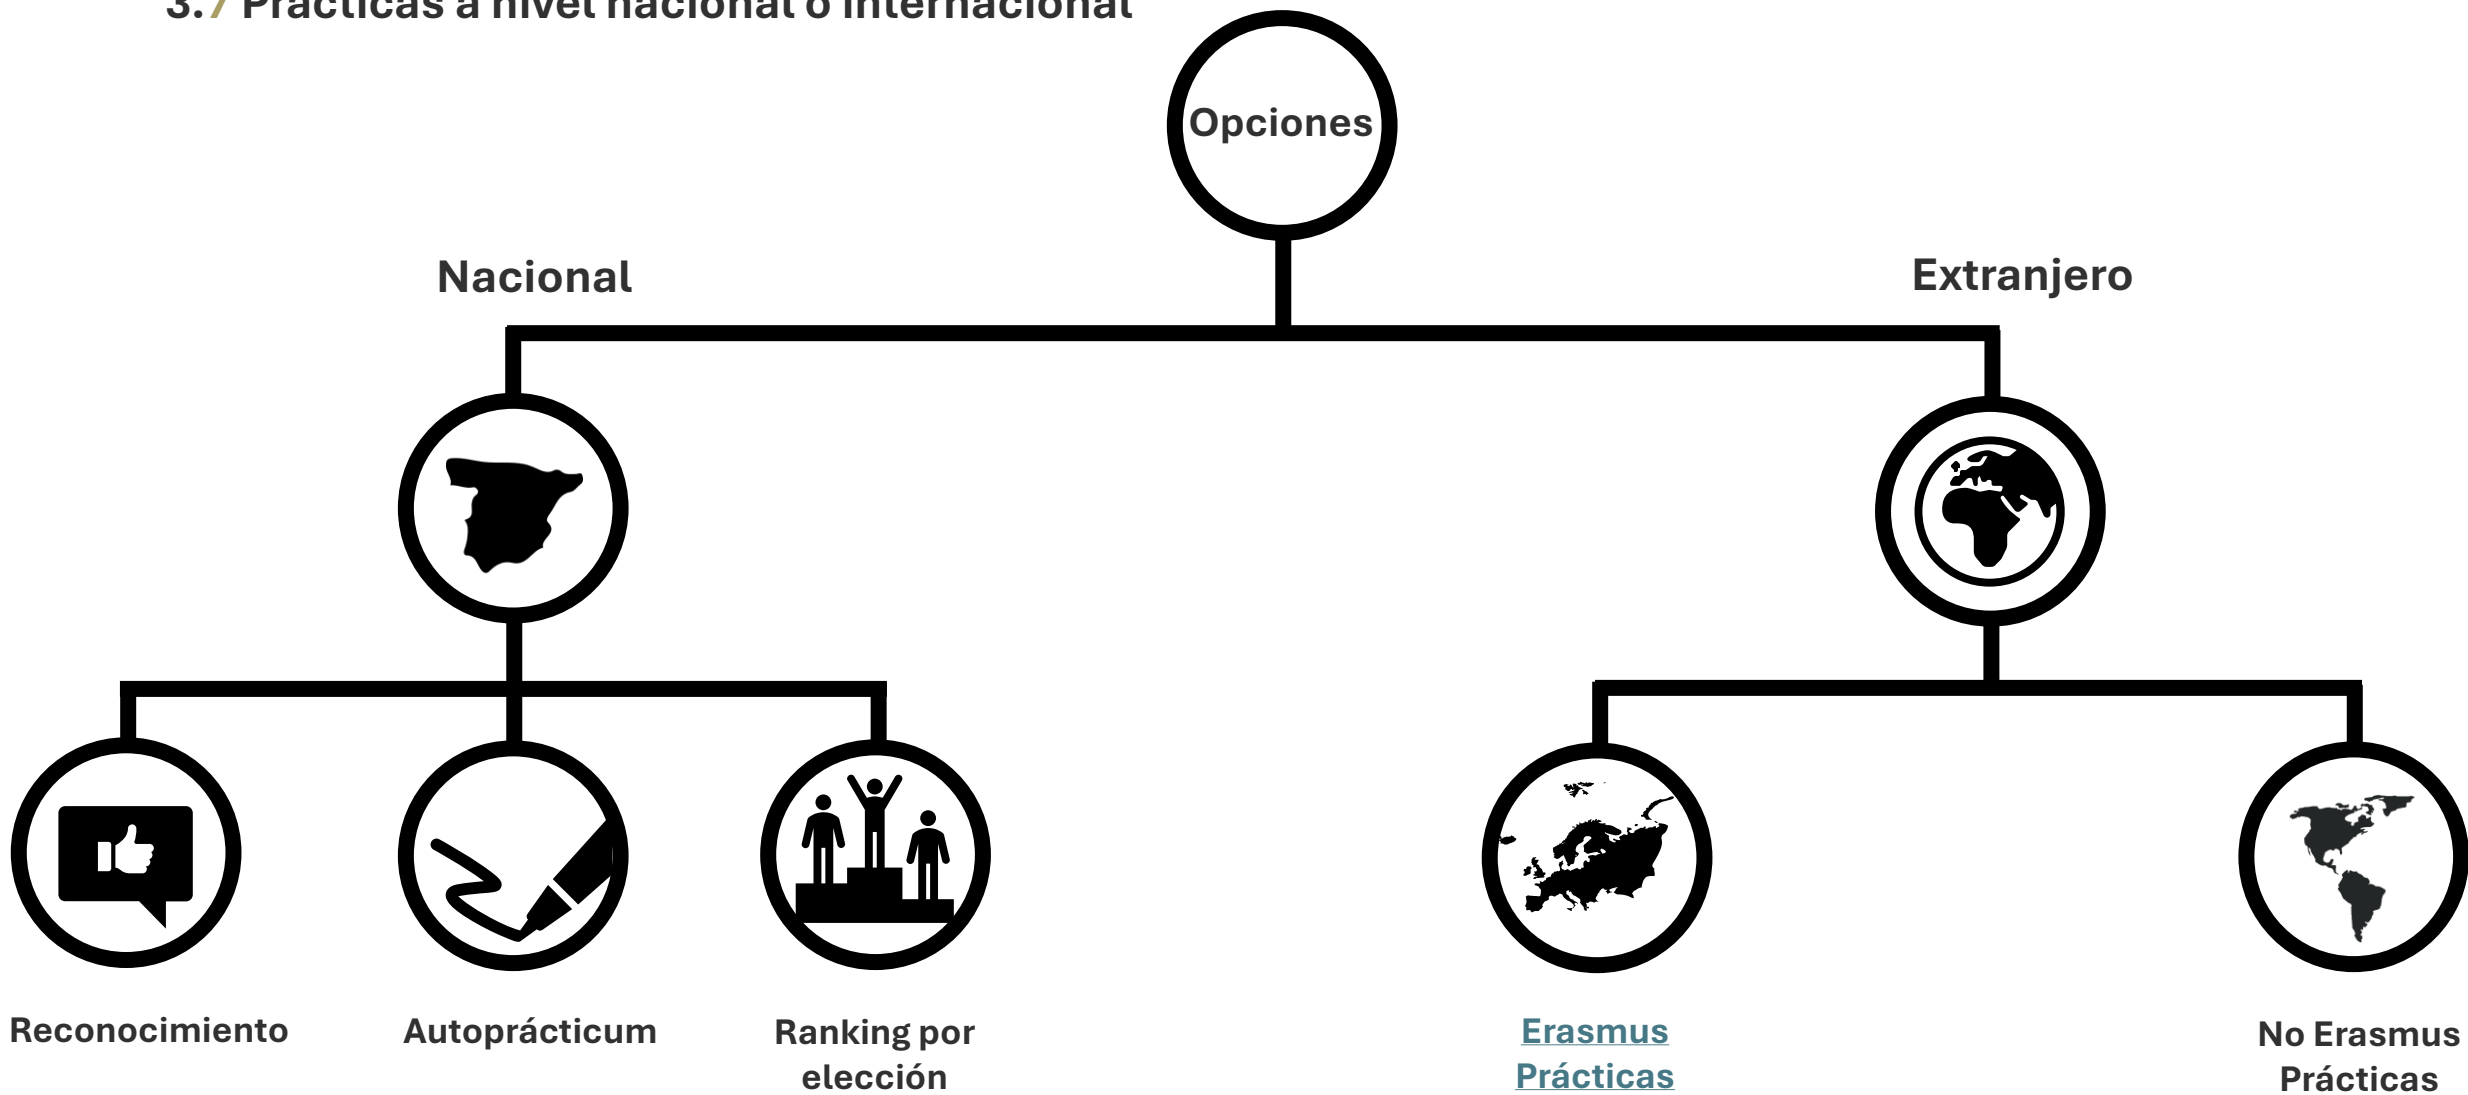 3.7 Prácticas a nivel nacional o internacional
Opciones
Nacional
Extranjero
Reconocimiento
Autoprácticum
Ranking por
elección
Erasmus
Prácticas
No Erasmus
Prácticas